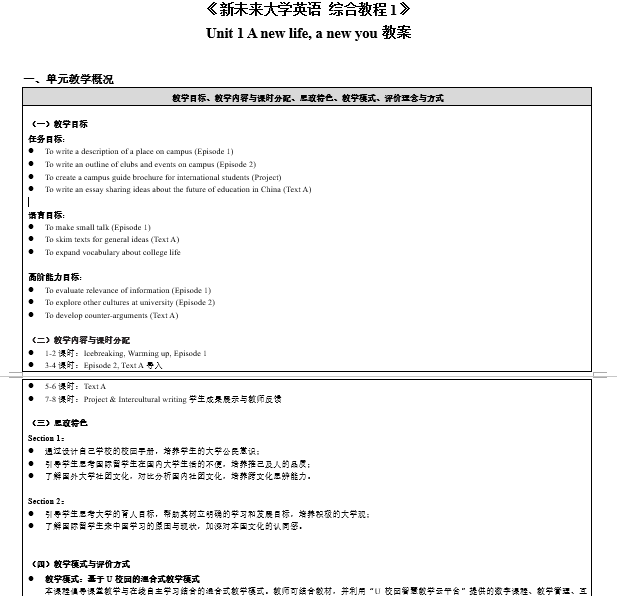 《新未来大学英语 综合教程 1》
Unit 1 A new life, a new you 教案
一、单元教学概况
教学目标、教学内容与课时分配、思政特色、教学模式、评价理念与方式
（一）教学目标
任务目标：
● To write a description of a place on campus (Episode 1)
● To write an outline of clubs and events on campus (Episode 2)
● To create a campus guide brochure for international students (Project)
● To write an essay sharing ideas about the future of education in China (Text A)
语言目标：
● To make small talk (Episode 1)
● To skim texts for general ideas (Text A)
● To expand vocabulary about college life
高阶能力目标：
● To evaluate relevance of information (Episode 1)
● To explore other cultures at university (Episode 2)
● To develop counter-arguments (Text A)
（二）教学内容与课时分配
● 1-2 课时：Icebreaking, Warming up, Episode 1
● 3-4 课时：Episode 2, Text A 导入
● 5-6 课时：Text A
● 7-8 课时：Project & Intercultural writing 学生成果展示与教师反馈
（三）思政特色
Section 1：
● 通过设计自己学校的校园手册，培养学生的大学公民意识；
● 引导学生思考国际留学生在国内大学生活的不便，培养推己及人的品质；
● 了解国外大学社团文化，对比分析国内社团文化，培养跨文化思辨能力。
Section 2：
● 引导学生思考大学的育人目标，帮助其树立明确的学习和发展目标，培养积极的大学观；
● 了解国际留学生来中国学习的原因与现状，加深对本国文化的认同感。
（四）教学模式与评价方式
● 教学模式：基于 U 校园的混合式教学模式
本课程倡导课堂教学与在线自主学习结合的混合式教学模式。教师可结合教材，并利用“U 校园智慧教学云平台”提供的数字课程、教学管理、互